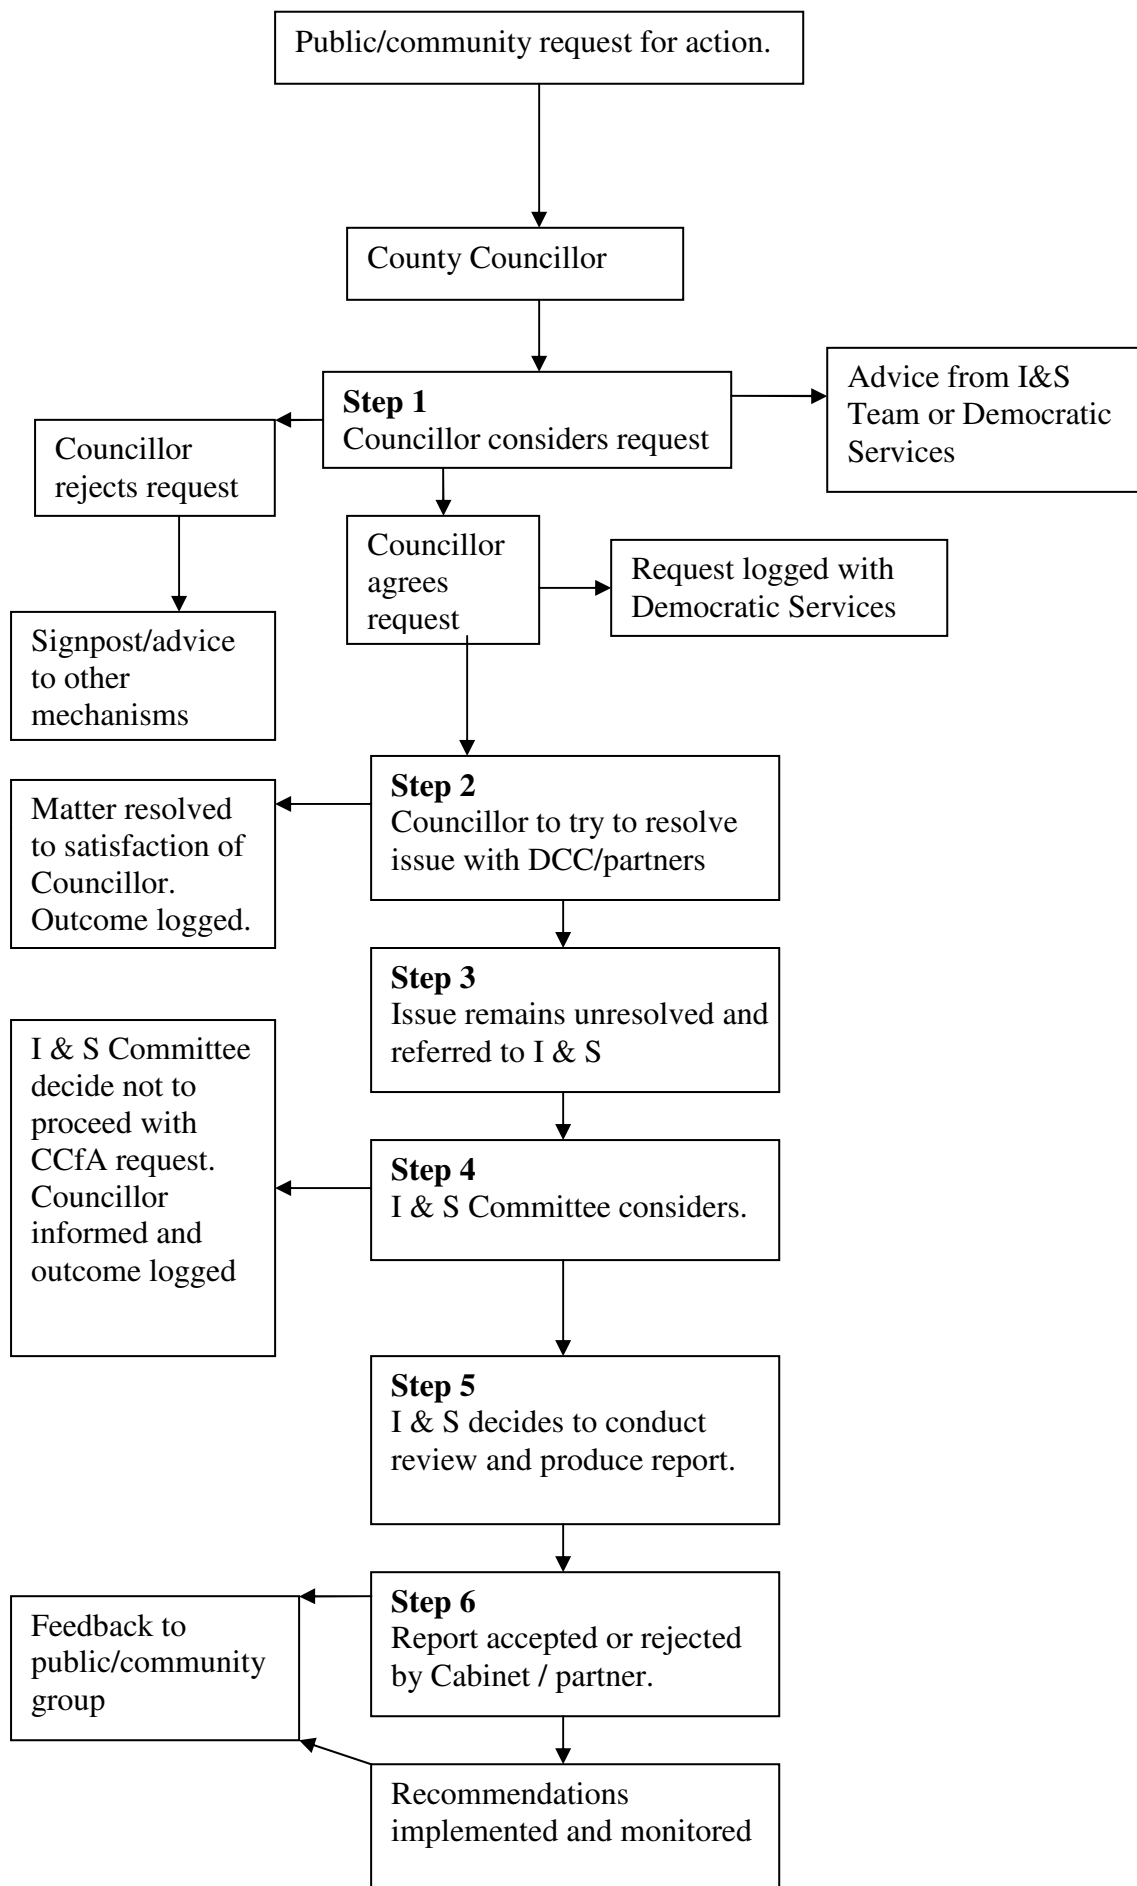 Public/community request for action.
County Councillor
Step 1
Councillor considers request
Advice from I&S
Team or Democratic
Services
Councillor
rejects request
Councillor
agrees
request
Request logged with
Democratic Services
Signpost/advice
to other
mechanisms
Step 2
Councillor to try to resolve
issue with DCC/partners
Matter resolved
to satisfaction of
Councillor.
Outcome logged.
Step 3
Issue remains unresolved and
referred to I & S
I & S Committee
decide not to
proceed with
CCfA request.
Councillor
informed and
outcome logged
Step 4
I & S Committee considers.
Step 5
I & S decides to conduct
review and produce report.
Step 6
Report accepted or rejected
by Cabinet / partner.
Feedback to
public/community
group
Recommendations
implemented and monitored